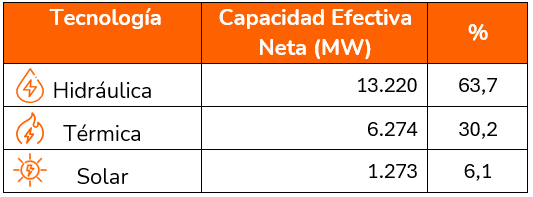 Tecnología Capacidad Efectiva Neta (MW) %
Hidráulica 13.220 63,7
Térmica 6.274 30,2
Solar 1.273 6,1